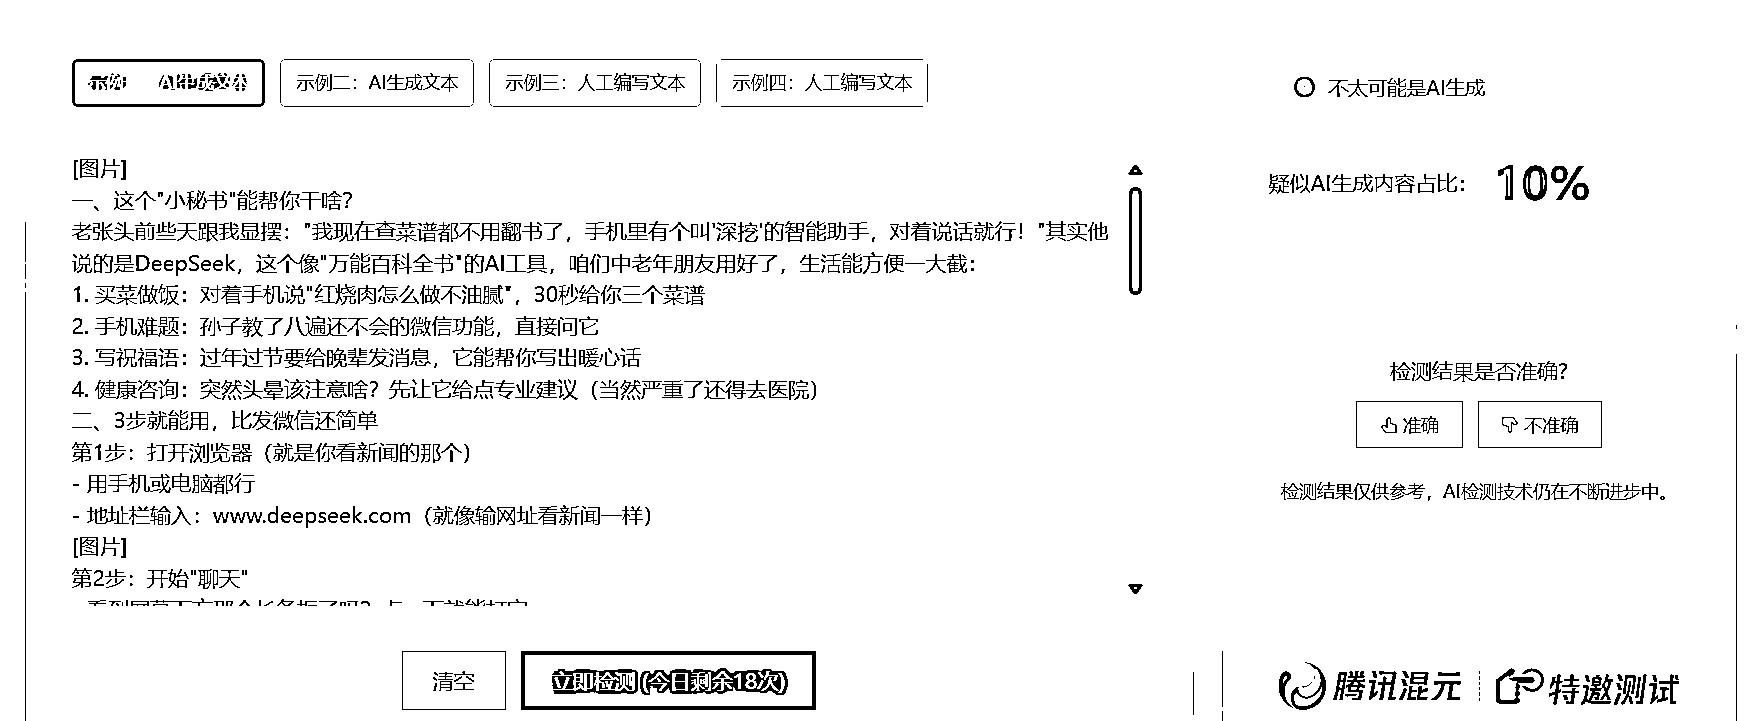 示例 AI生成文本
示例二：AI生成文本
示例三：人工编写文本
示例四：人工编写文本
[图片]
一、这个"小秘书"能帮你干啥？
老张头前些天跟我显摆："我现在查菜谱都不用翻书了，手机里有个叫'深挖'的智能助手，对着说话就行！"其实他
说的是DeepSeek，这个像"万能百科全书"的AI工具，咱们中老年朋友用好了，生活能方便一大截：
1. 买菜做饭：对着手机说"红烧肉怎么做不油腻"，30秒给你三个菜谱
2. 手机难题：孙子教了八遍还不会的微信功能，直接问它
3. 写祝福语：过年过节要给晚辈发消息，它能帮你写出暖心话
4. 健康咨询：突然头晕该注意啥？先让它给点专业建议（当然严重了还得去医院）
二、3步就能用，比发微信还简单
第1步：打开浏览器（就是你看新闻的那个）
- 用手机或电脑都行
- 地址栏输入：www.deepseek.com（就像输网址看新闻一样）
[图片]
第2步：开始"聊天"
清空
立即检测 (今日剩余18次)
不太可能是AI生成
疑似AI生成内容占比：
10%
检测结果是否准确？
准确
不准确
检测结果仅供参考，AI检测技术仍在不断进步中。
腾讯混元
特邀测试